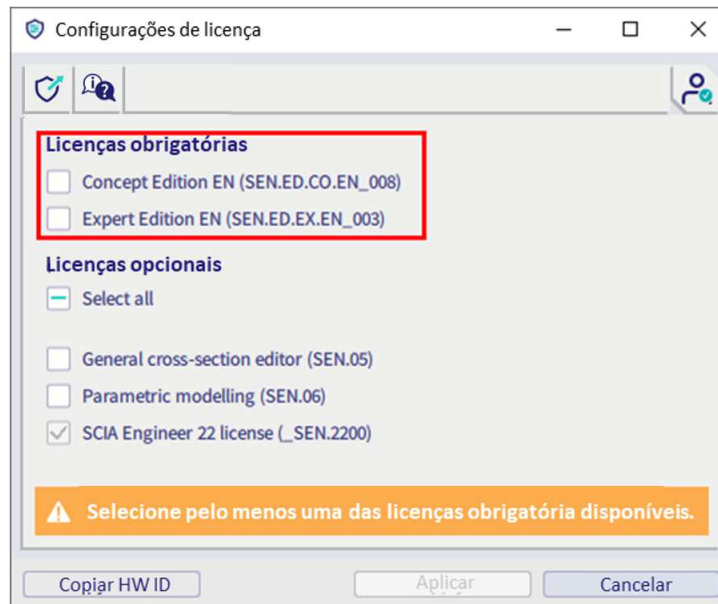 Configurações de licença
Licenças obrigatórias
Concept Edition EN (SEN.ED.CO.EN_008)
Expert Edition EN (SEN.ED.EX.EN_003)
Licenças opcionais
Select all
General cross-section editor (SEN.05)
Parametric modelling (SEN.06)
SCIA Engineer 22 license (_SEN.2200)
Selecione pelo menos uma das licenças obrigatória disponíveis.
Copiar HW ID
Aplicar
Cancelar